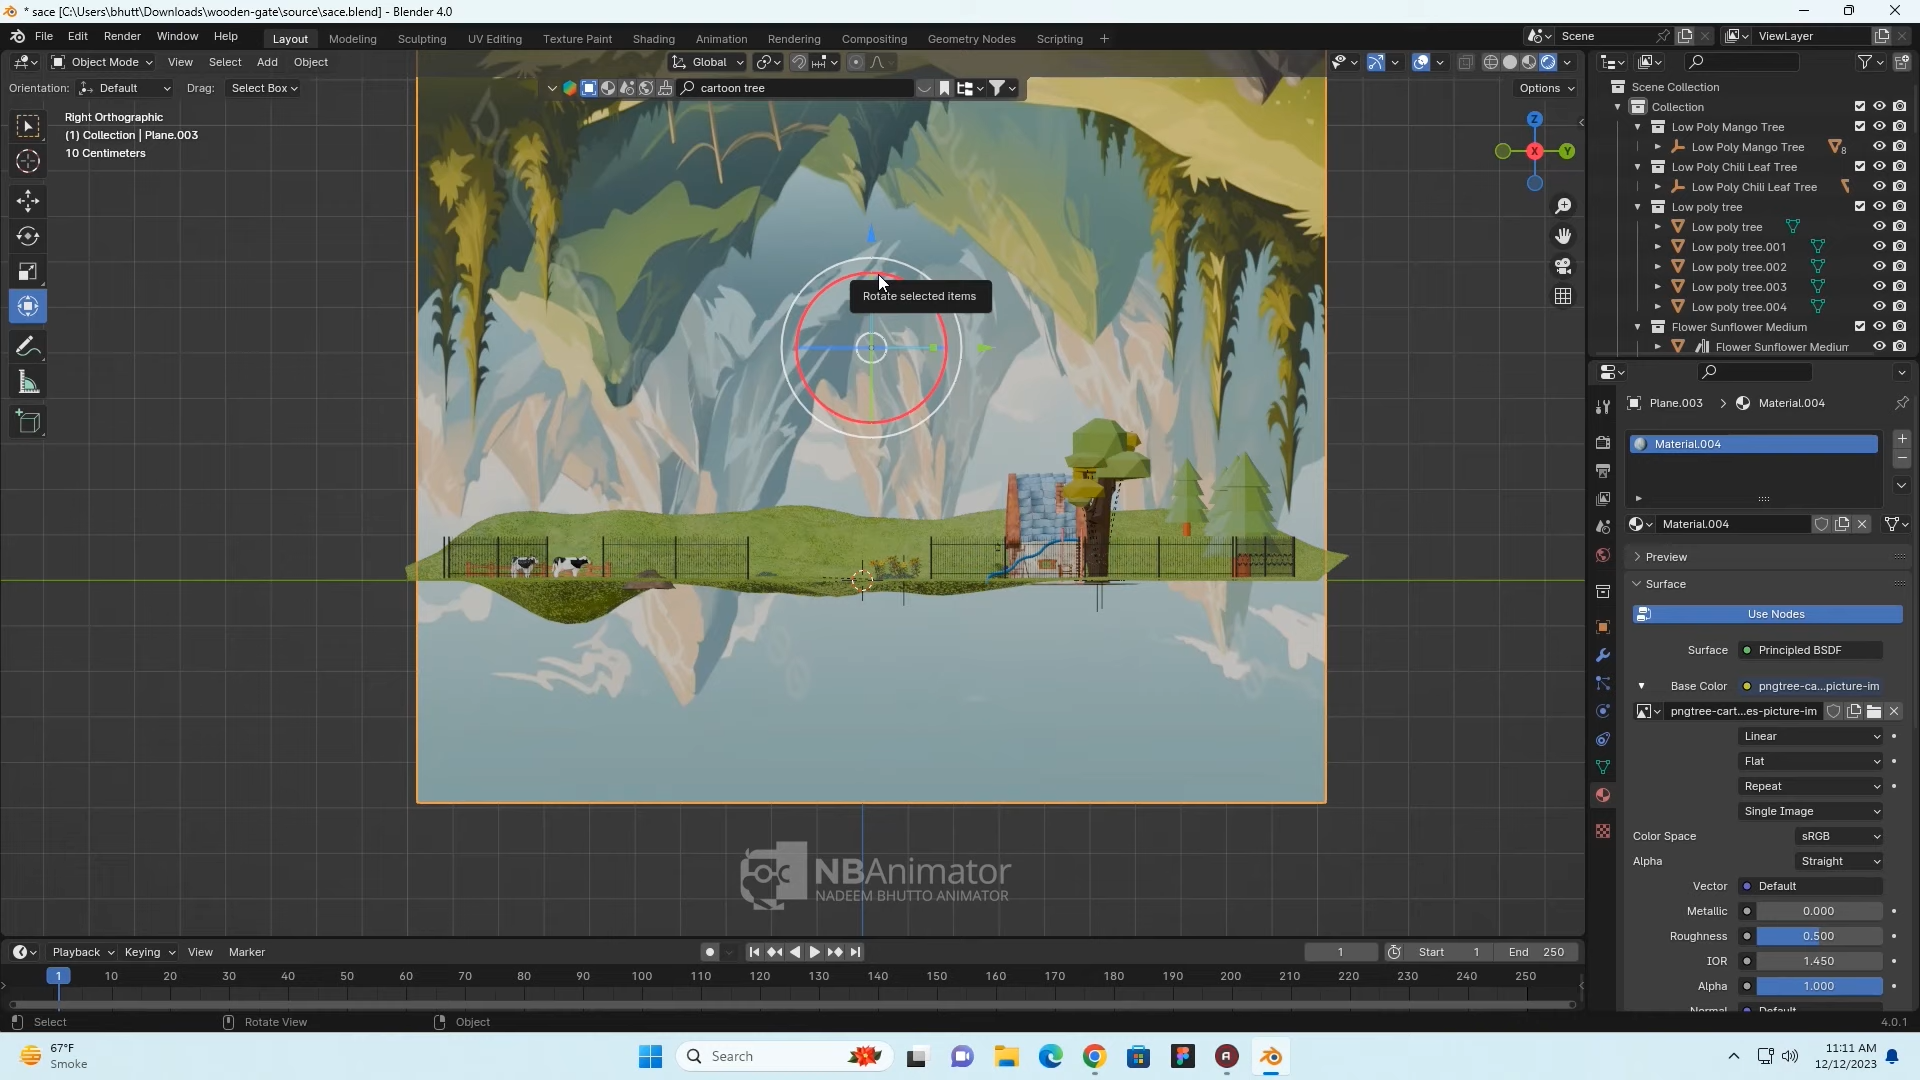 * sace [C:\Users\bhutt\Downloads\wooden-gate\source\sace.blend] - Blender 4.0
File Edit Render Window Help
Layout Modeling Sculpting UV Editing Texture Paint Shading Animation Rendering Compositing Geometry Nodes Scripting +
Scene ViewLayer
Object Mode View Select Add Object Global
Orientation: Default Drag: Select Box cartoon tree Options
Right Orthographic
(1) Collection | Plane.003
10 Centimeters
Z
X
Y
Rotate selected items
NBAnimator
NADEEM BHUTTO ANIMATOR
Scene Collection
Collection
Low Poly Mango Tree
Low Poly Mango Tree 8
Low Poly Chili Leaf Tree
Low Poly Chili Leaf Tree
Low poly tree
Low poly tree
Low poly tree.001
Low poly tree.002
Low poly tree.003
Low poly tree.004
Flower Sunflower Medium
Flower Sunflower Medium
Plane.003 > Material.004
Material.004
Material.004
Preview
Surface
Use Nodes
Surface Principled BSDF
Base Color pngtree-ca...picture-im
pngtree-cart...es-picture-im
Linear
Flat
Repeat
Single Image
Color Space sRGB
Alpha Straight
Vector Default
Metallic 0.000
Roughness 0.500
IOR 1.450
Alpha 1.000
Normal Default
Playback Keying View Marker 1 Start 1 End 250
1 10 20 30 40 50 60 70 80 90 100 110 120 130 140 150 160 170 180 190 200 210 220 230 240 250
Select Rotate View Object 4.0.1
67°F
Smoke
Search
11:11 AM
12/12/2023